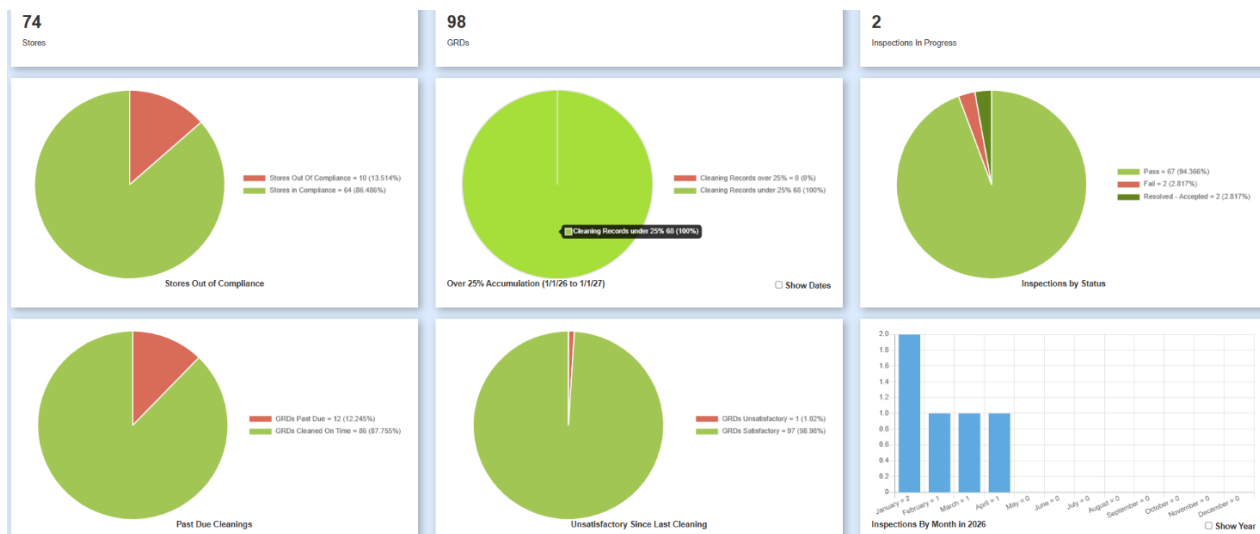 74
Stores
98
GRDs
2
Inspections In Progress
Stores Out Of Compliance = 10 (13.514%)
Stores in Compliance = 64 (86.486%)
Stores Out of Compliance
Cleaning Records over 25% = 0 (0%)
Cleaning Records under 25% 68 (100%)
Cleaning Records under 25% 68 (100%)
Over 25% Accumulation (1/1/26 to 1/1/27)
Show Dates
Pass = 67 (94.366%)
Fail = 2 (2.817%)
Resolved - Accepted = 2 (2.817%)
Inspections by Status
GRDs Past Due = 12 (12.245%)
GRDs Cleaned On Time = 86 (87.755%)
Past Due Cleanings
GRDs Unsatisfactory = 1 (1.02%)
GRDs Satisfactory = 97 (98.98%)
Unsatisfactory Since Last Cleaning
2.0
1.8
1.6
1.4
1.2
1.0
0.8
0.6
0.4
0.2
0
January = 2
February = 1
March = 1
April = 1
May = 0
June = 0
July = 0
August = 0
September = 0
October = 0
November = 0
December = 0
Inspections By Month in 2026
Show Year